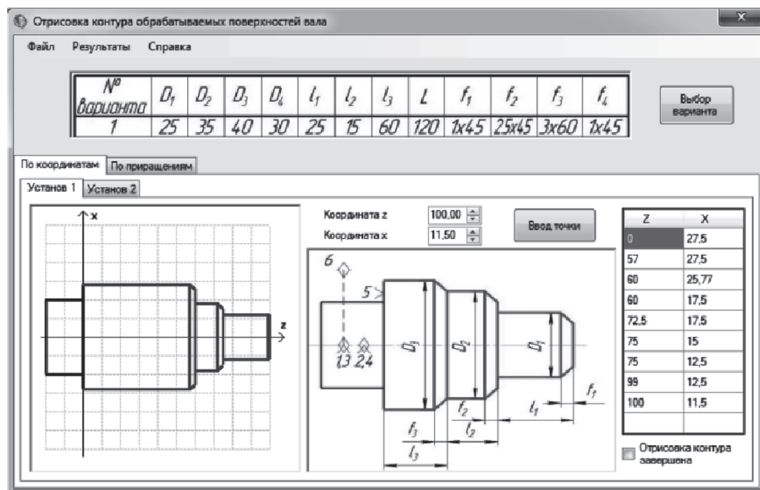 Отрисовка контура обрабатываемых поверхностей вала
Файл Результаты Справка
№ варианта D1 D2 D3 D4 l1 l2 l3 L f1 f2 f3 f4
1 25 35 40 30 25 15 60 120 1x45 25x45 3x60 1x45
Выбор варианта
По координатам По приращениям
Установ 1 Установ 2
x
z
Координата z 100,00
Координата x 11,50
Ввод точки
6
5
1,3 2,4
D3
D2
D1
f1
f2
l1
f3
l2
l3
Z X
0 27,5
57 27,5
60 25,77
60 17,5
72,5 17,5
75 15
75 12,5
99 12,5
100 11,5
Отрисовка контура завершена